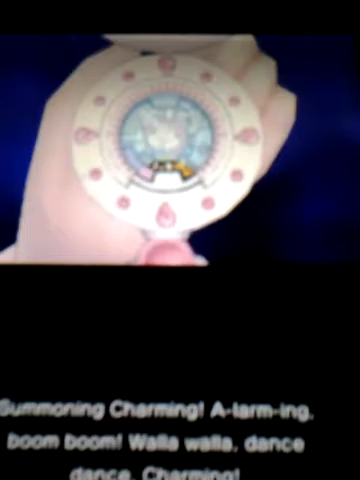 Summoning Charming! A-larm-ing,
boom boom! Walla walla, dance
dance, Charming!